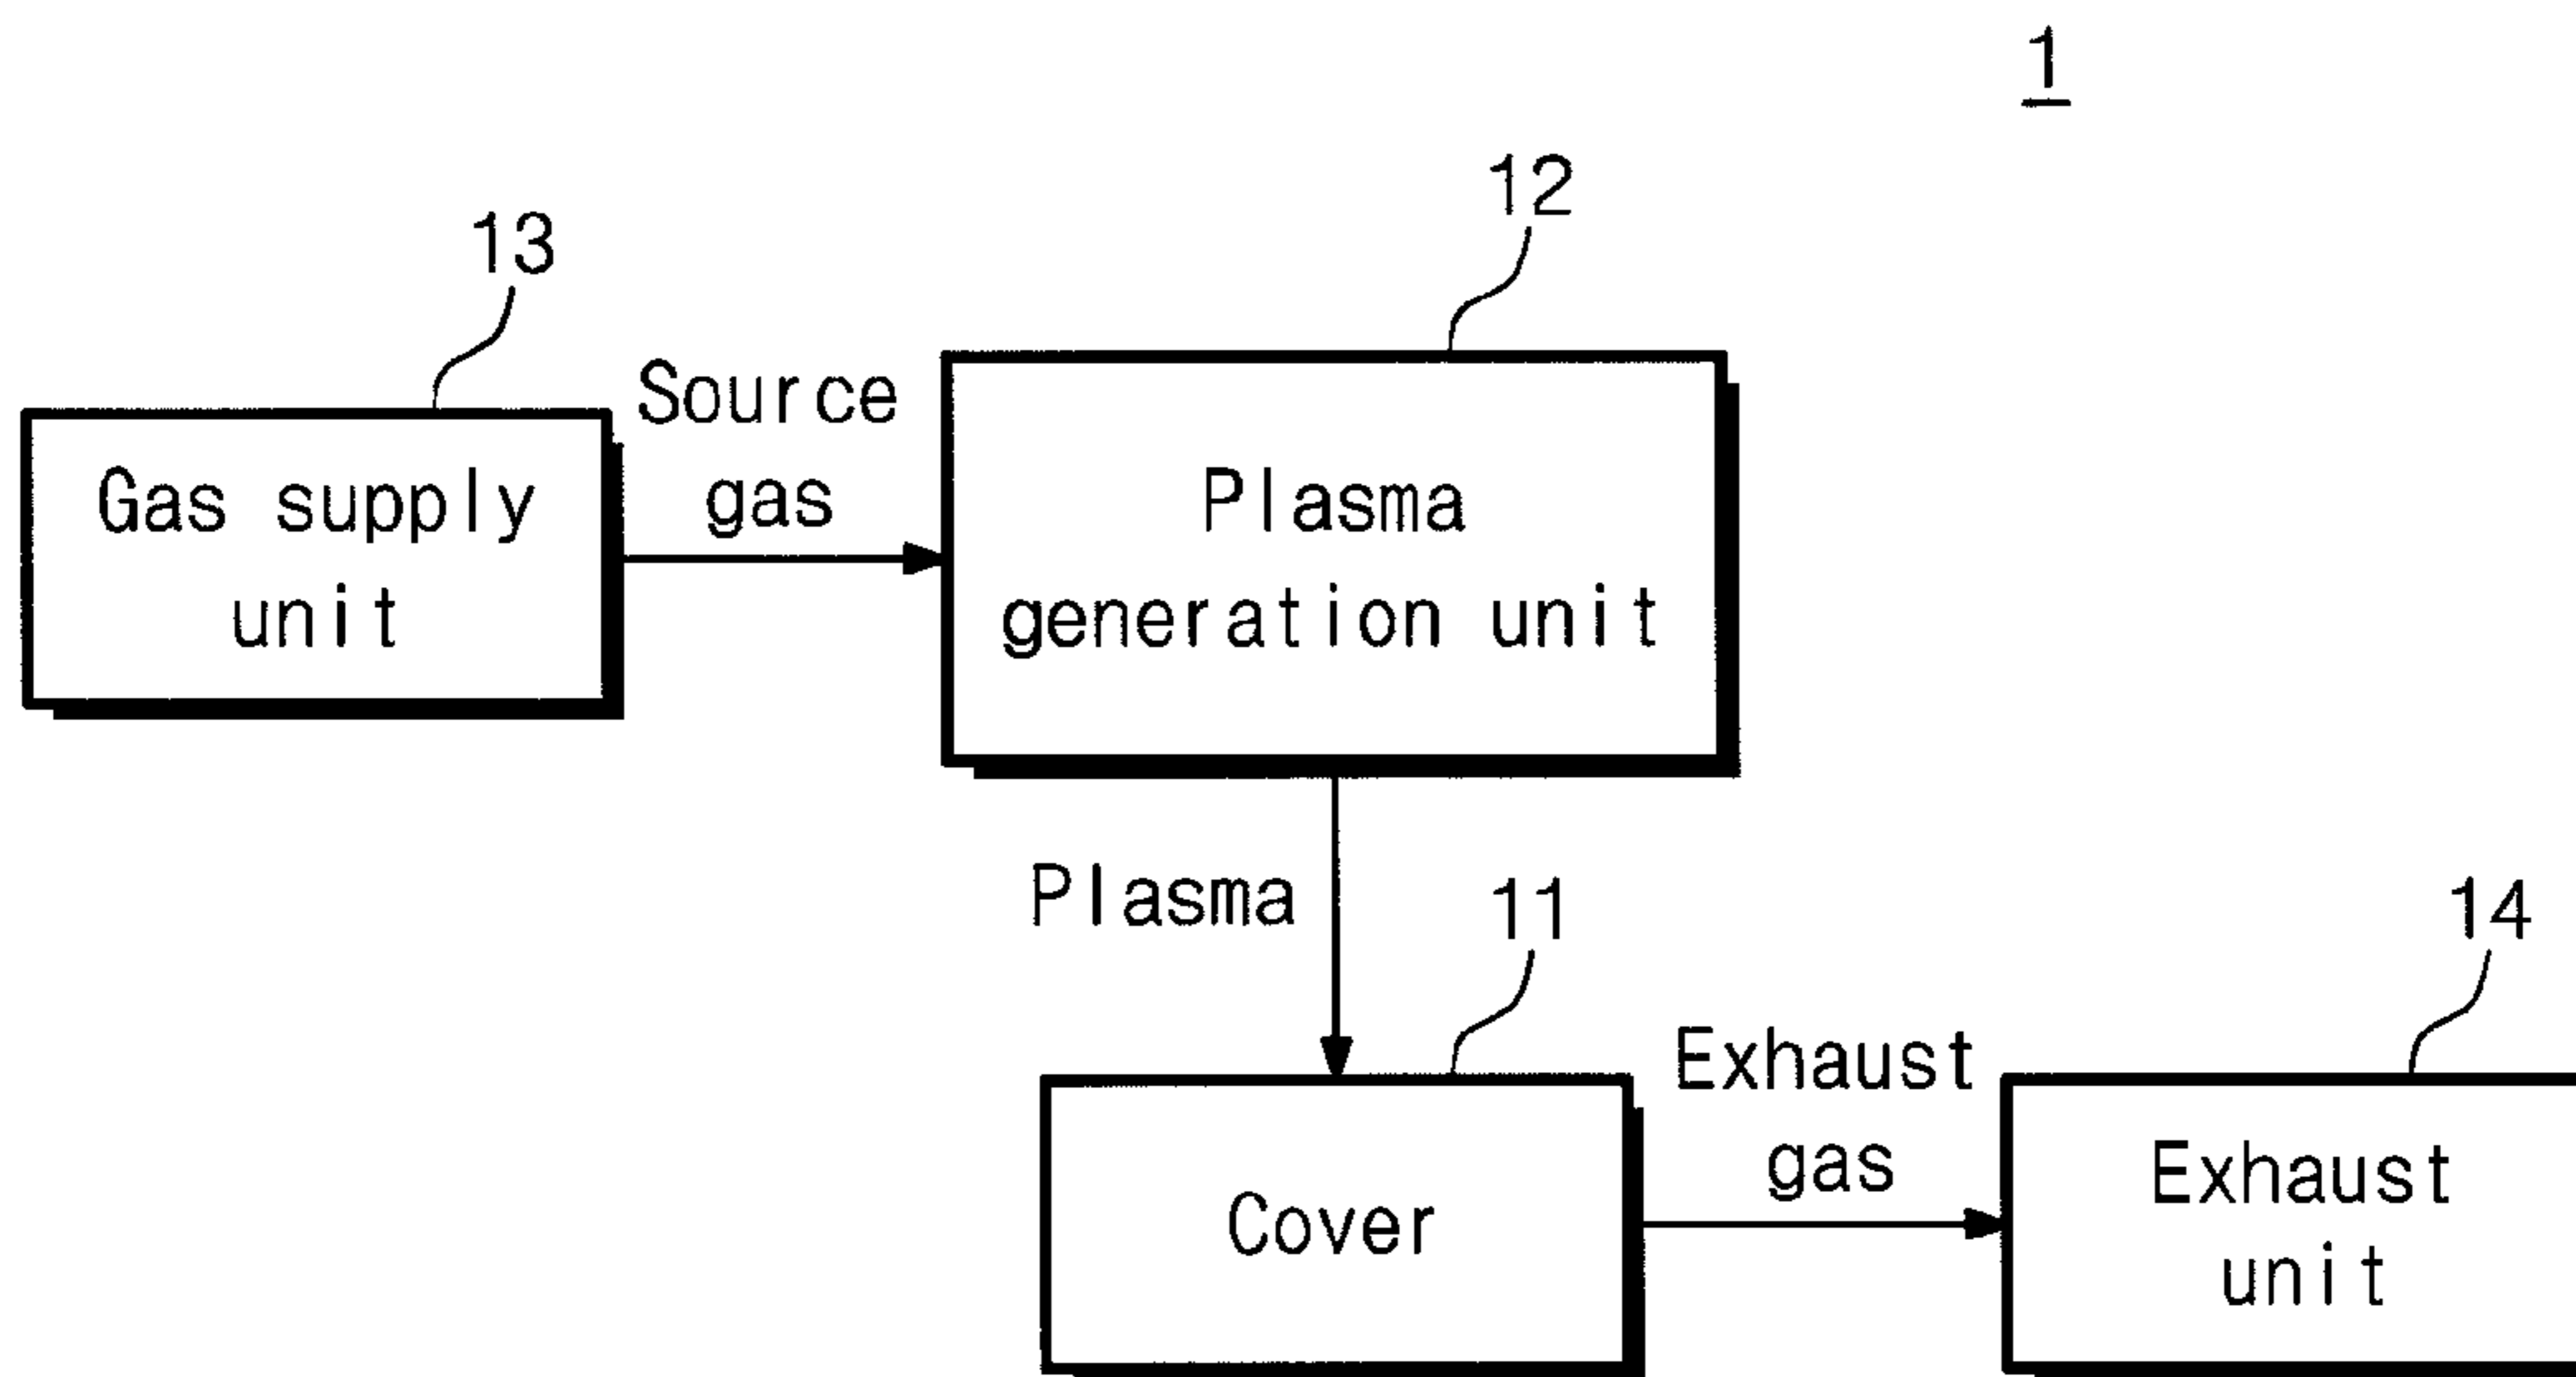 1
12
13
Source
gas
Gas supply
unit
Plasma
generation unit
Plasma
11
14
Exhaust
gas
Cover
Exhaust
unit